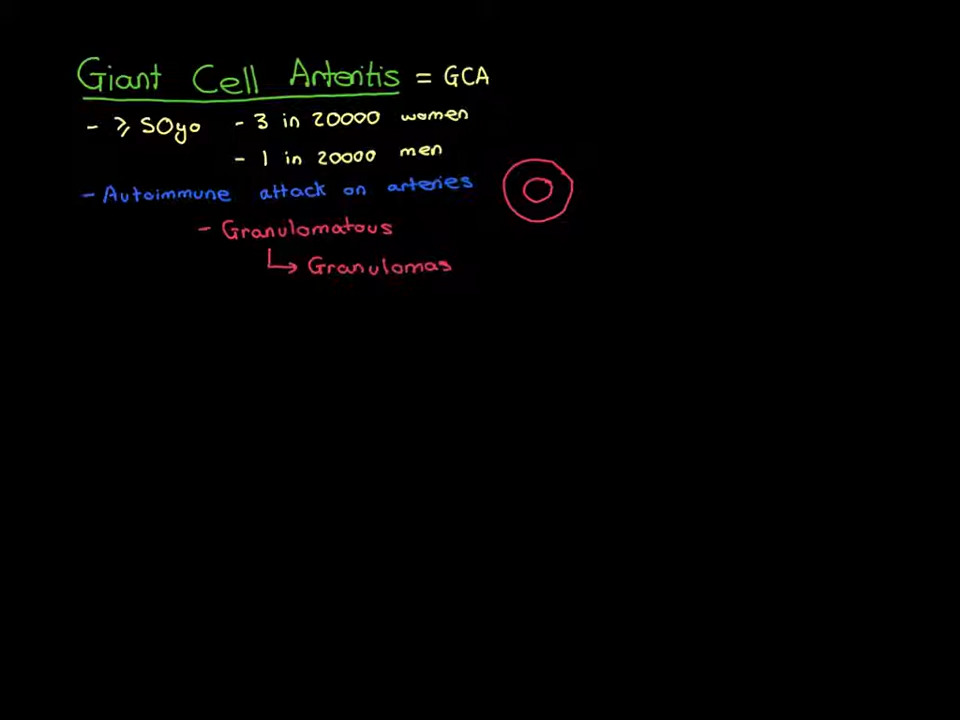 Giant Cell Arteritis = GCA
- ⩾ 50yo - 3 in 20000 women
- 1 in 20000 men
- Autoimmune attack on arteries
- Granulomatous
↳ Granulomas